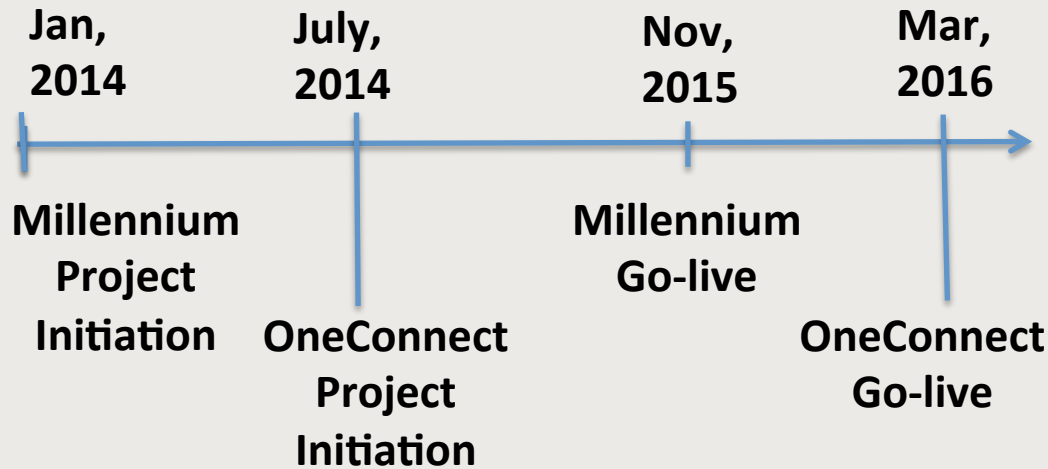 Jan,
2014
July,
2014
Nov,
2015
Mar,
2016
Millennium
Project
Initiation
OneConnect
Project
Initiation
Millennium
Go-live
OneConnect
Go-live